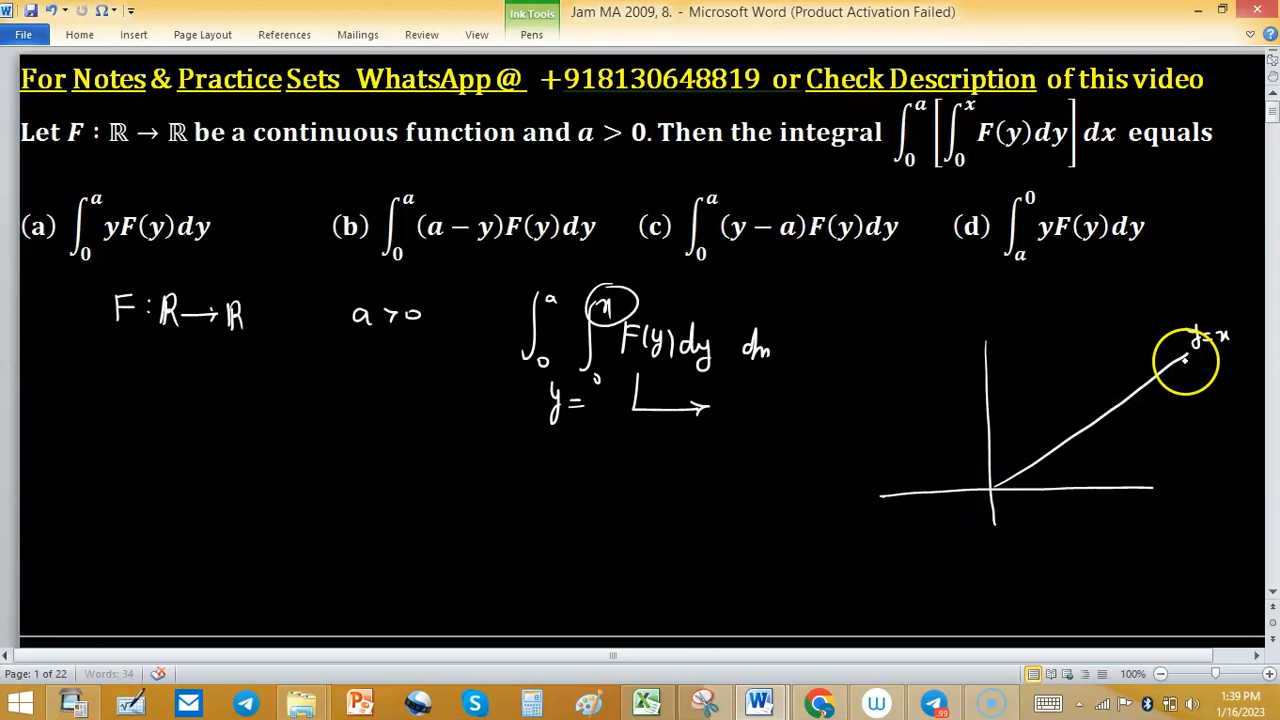 Ink Tools
Jam MA 2009, 8. - Microsoft Word (Product Activation Failed)
File Home Insert Page Layout References Mailings Review View Pens
For Notes & Practice Sets WhatsApp @ +918130648819 or Check Description of this video
Let F : ℝ → ℝ be a continuous function and a > 0. Then the integral ∫₀ᵃ [∫₀ˣ F(y)dy] dx equals
(a) ∫₀ᵃ yF(y)dy (b) ∫₀ᵃ (a − y)F(y)dy (c) ∫₀ᵃ (y − a)F(y)dy (d) ∫ₐ⁰ yF(y)dy
F : ℝ → ℝ a > 0 ∫₀ᵃ ∫₀ˣ F(y)dy dx
y =
y = x
Page: 1 of 22 Words: 34 100%
99
1:39 PM
1/16/2023